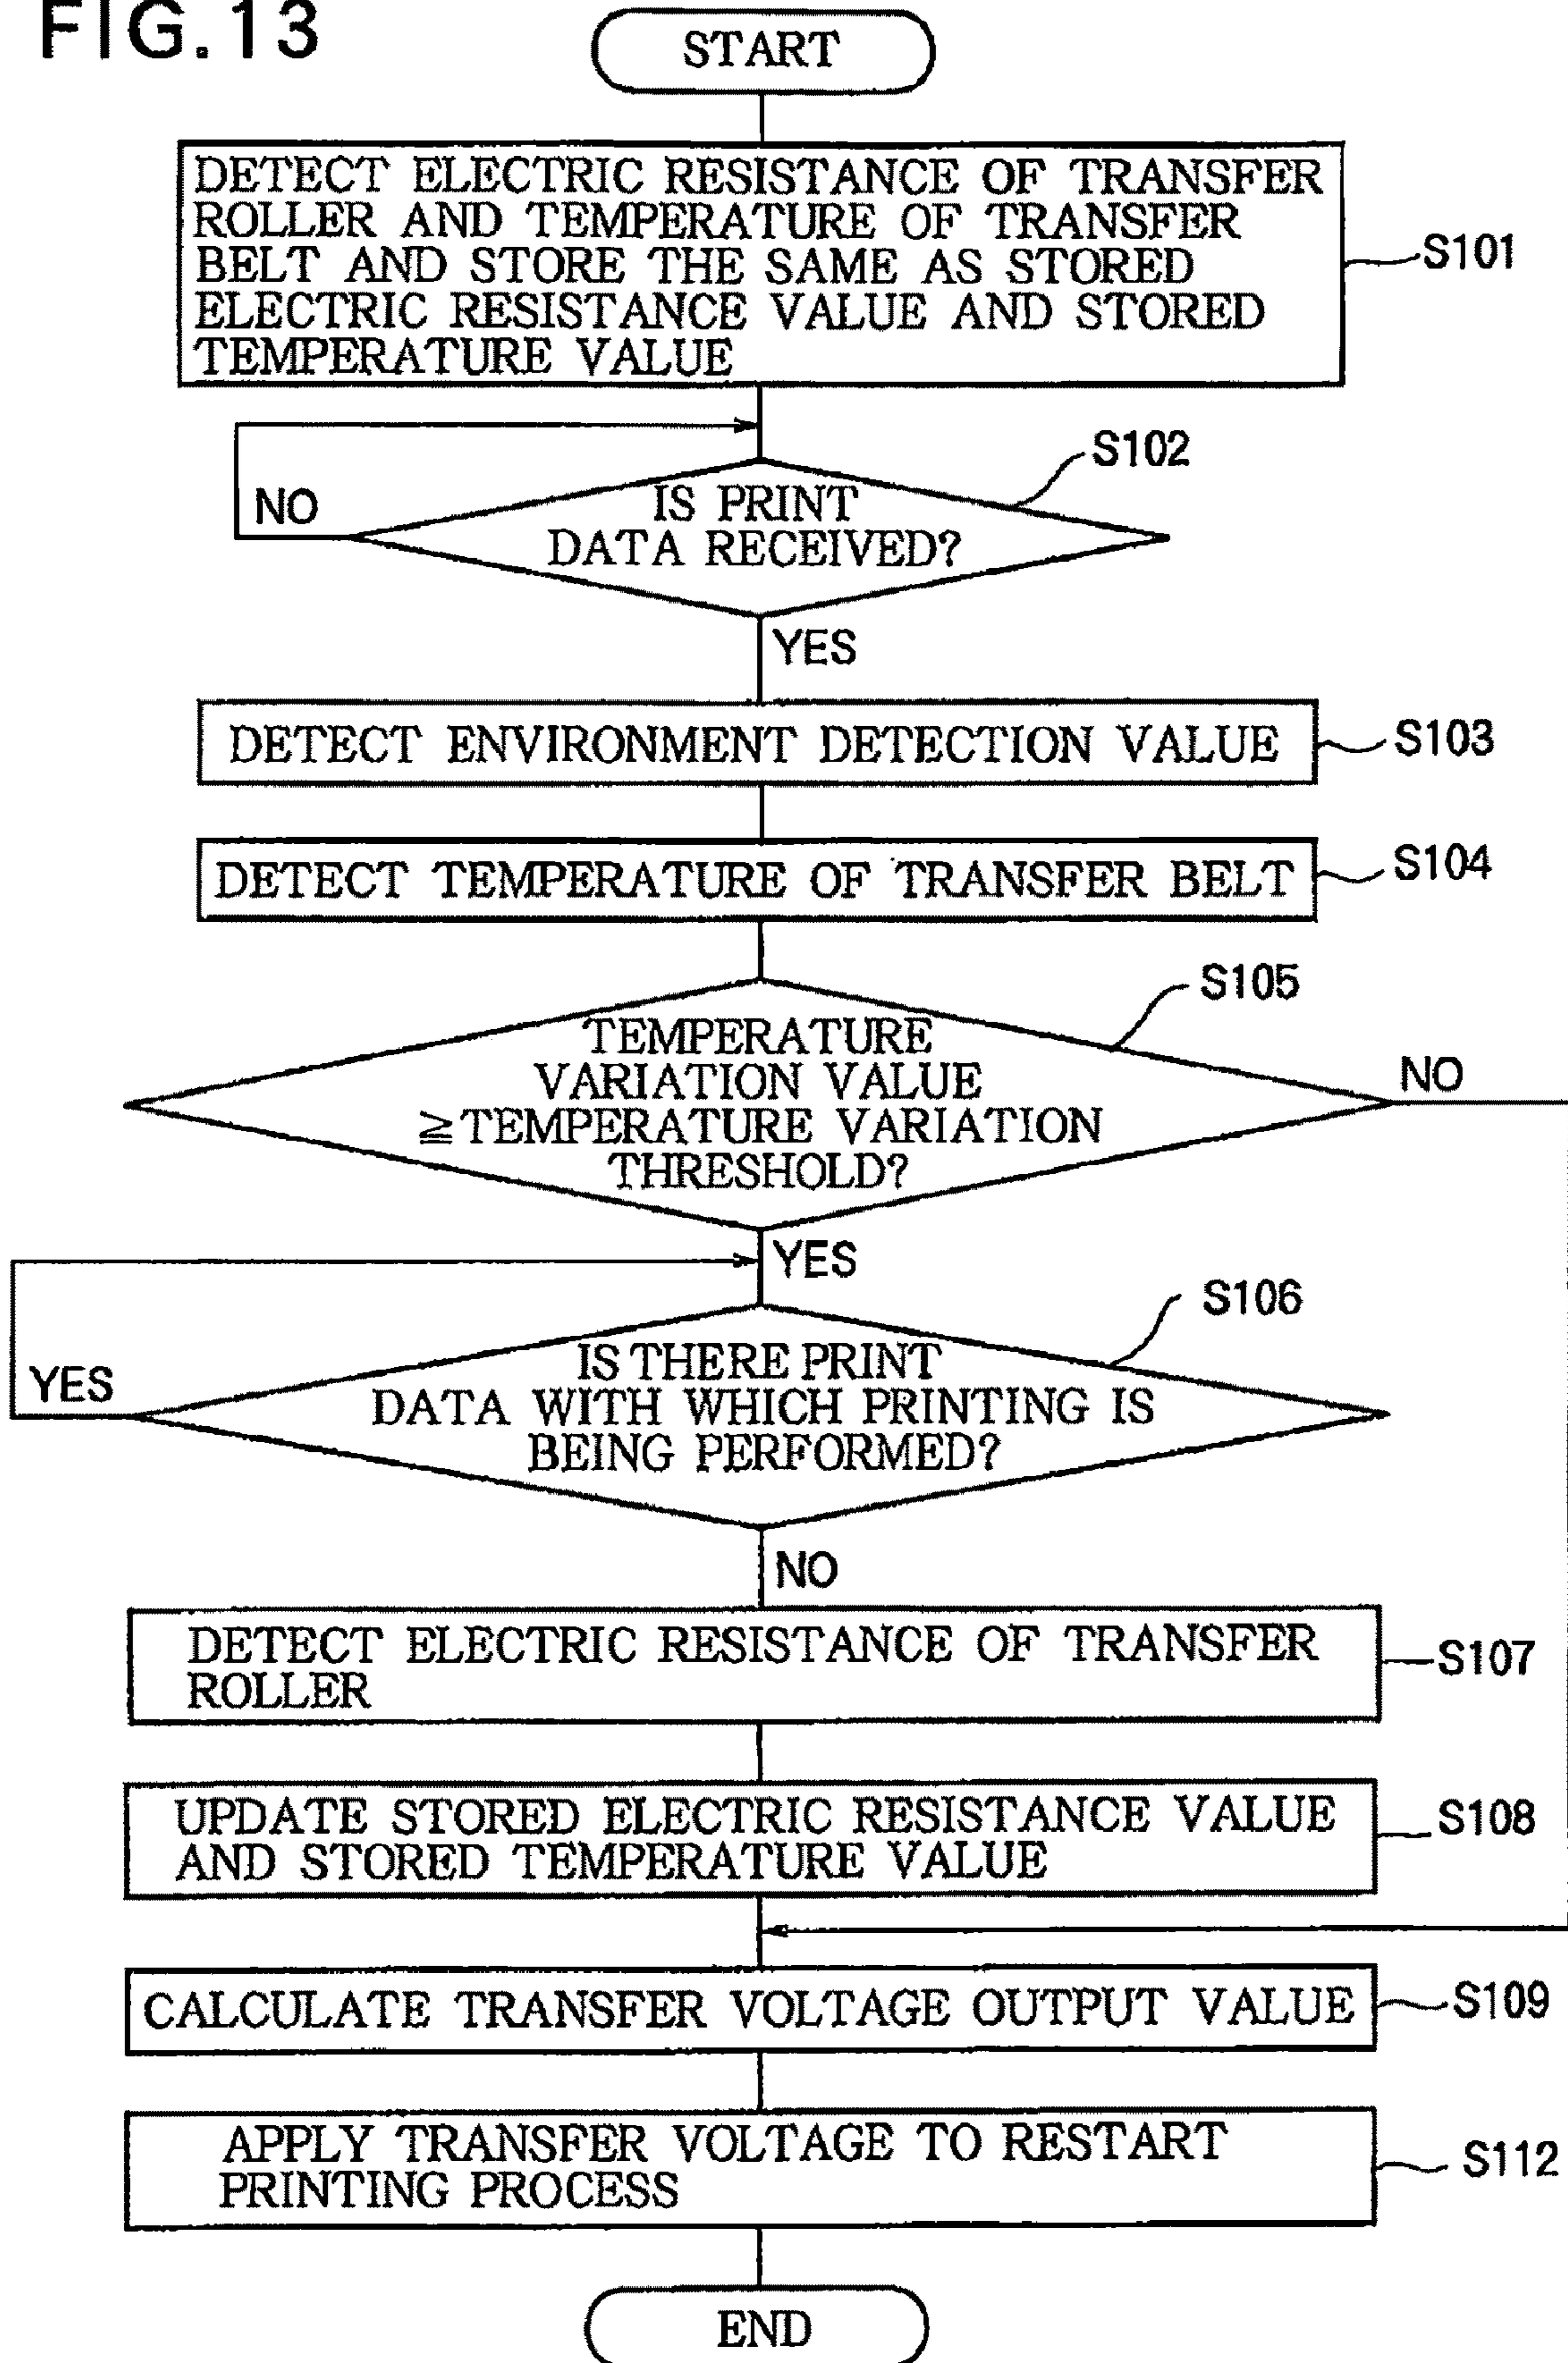 FIG.13
START
DETECT ELECTRIC RESISTANCE OF TRANSFER
ROLLER AND TEMPERATURE OF TRANSFER
BELT AND STORE THE SAME AS STORED
ELECTRIC RESISTANCE VALUE AND STORED
TEMPERATURE VALUE
S101
S102
NO
IS PRINT
DATA RECEIVED?
YES
DETECT ENVIRONMENT DETECTION VALUE
S103
DETECT TEMPERATURE OF TRANSFER BELT
S104
S105
TEMPERATURE
VARIATION VALUE
≧TEMPERATURE VARIATION
THRESHOLD?
NO
YES
S106
YES
IS THERE PRINT
DATA WITH WHICH PRINTING IS
BEING PERFORMED?
NO
DETECT ELECTRIC RESISTANCE OF TRANSFER
ROLLER
S107
UPDATE STORED ELECTRIC RESISTANCE VALUE
AND STORED TEMPERATURE VALUE
S108
CALCULATE TRANSFER VOLTAGE OUTPUT VALUE
S109
APPLY TRANSFER VOLTAGE TO RESTART
PRINTING PROCESS
S112
END